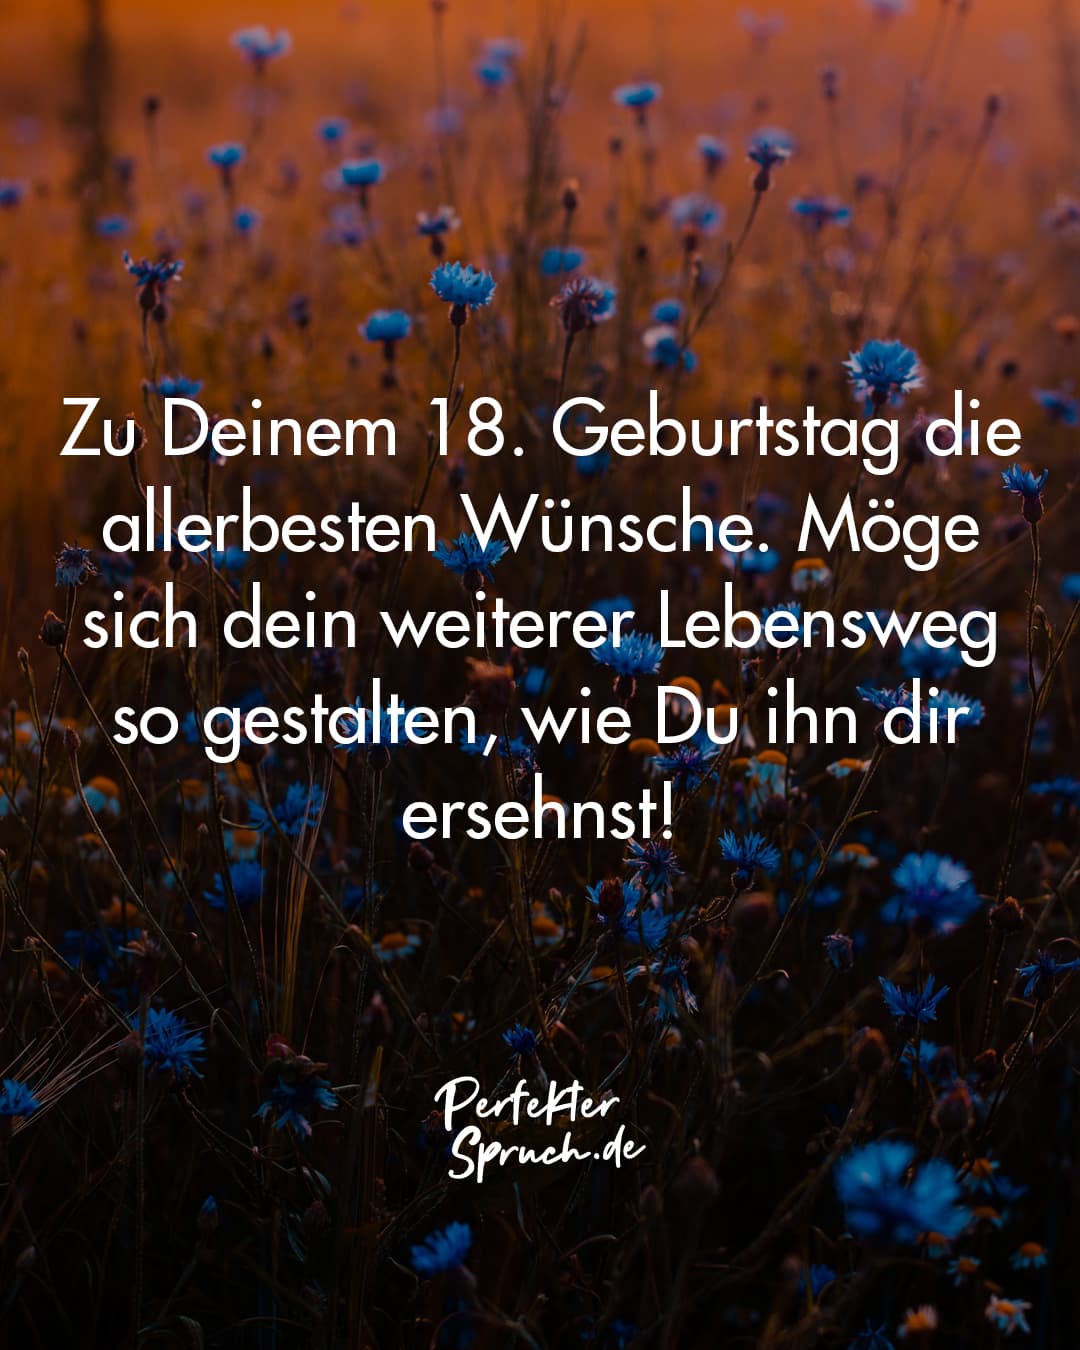 Zu Deinem 18. Geburtstag die
allerbesten Wünsche. Möge
sich dein weiterer Lebensweg
so gestalten, wie Du ihn dir
ersehnst!
Perfekter
Spruch.de